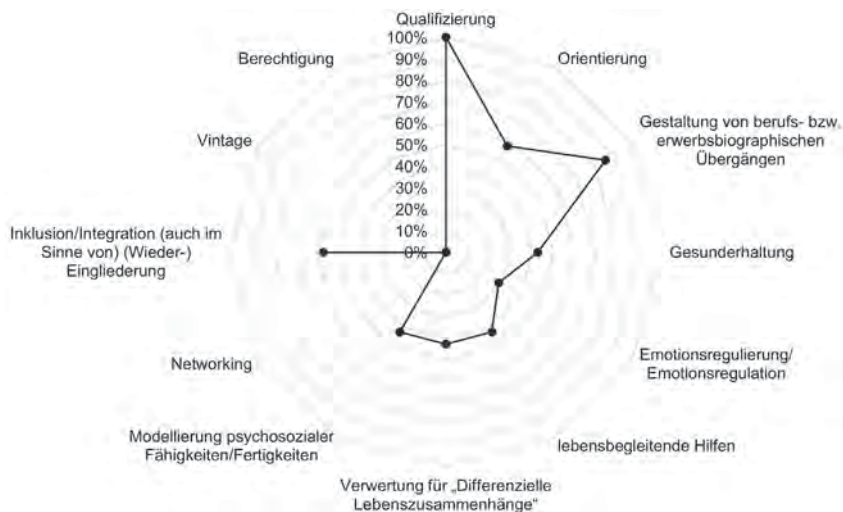 Qualifizierung
100%
90%
80%
70%
60%
50%
40%
30%
20%
10%
0%
Orientierung
Gestaltung von berufs- bzw.
erwerbsbiographischen
Übergängen
Gesunderhaltung
Emotionsregulierung/
Emotionsregulation
lebensbegleitende Hilfen
Verwertung für „Differenzielle
Lebenszusammenhänge“
Modellierung psychosozialer
Fähigkeiten/Fertigkeiten
Networking
Inklusion/Integration (auch im
Sinne von) (Wieder-)
Eingliederung
Vintage
Berechtigung